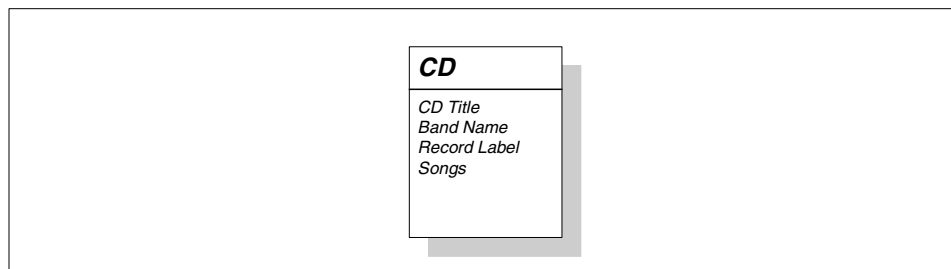 CD
CD Title
Band Name
Record Label
Songs